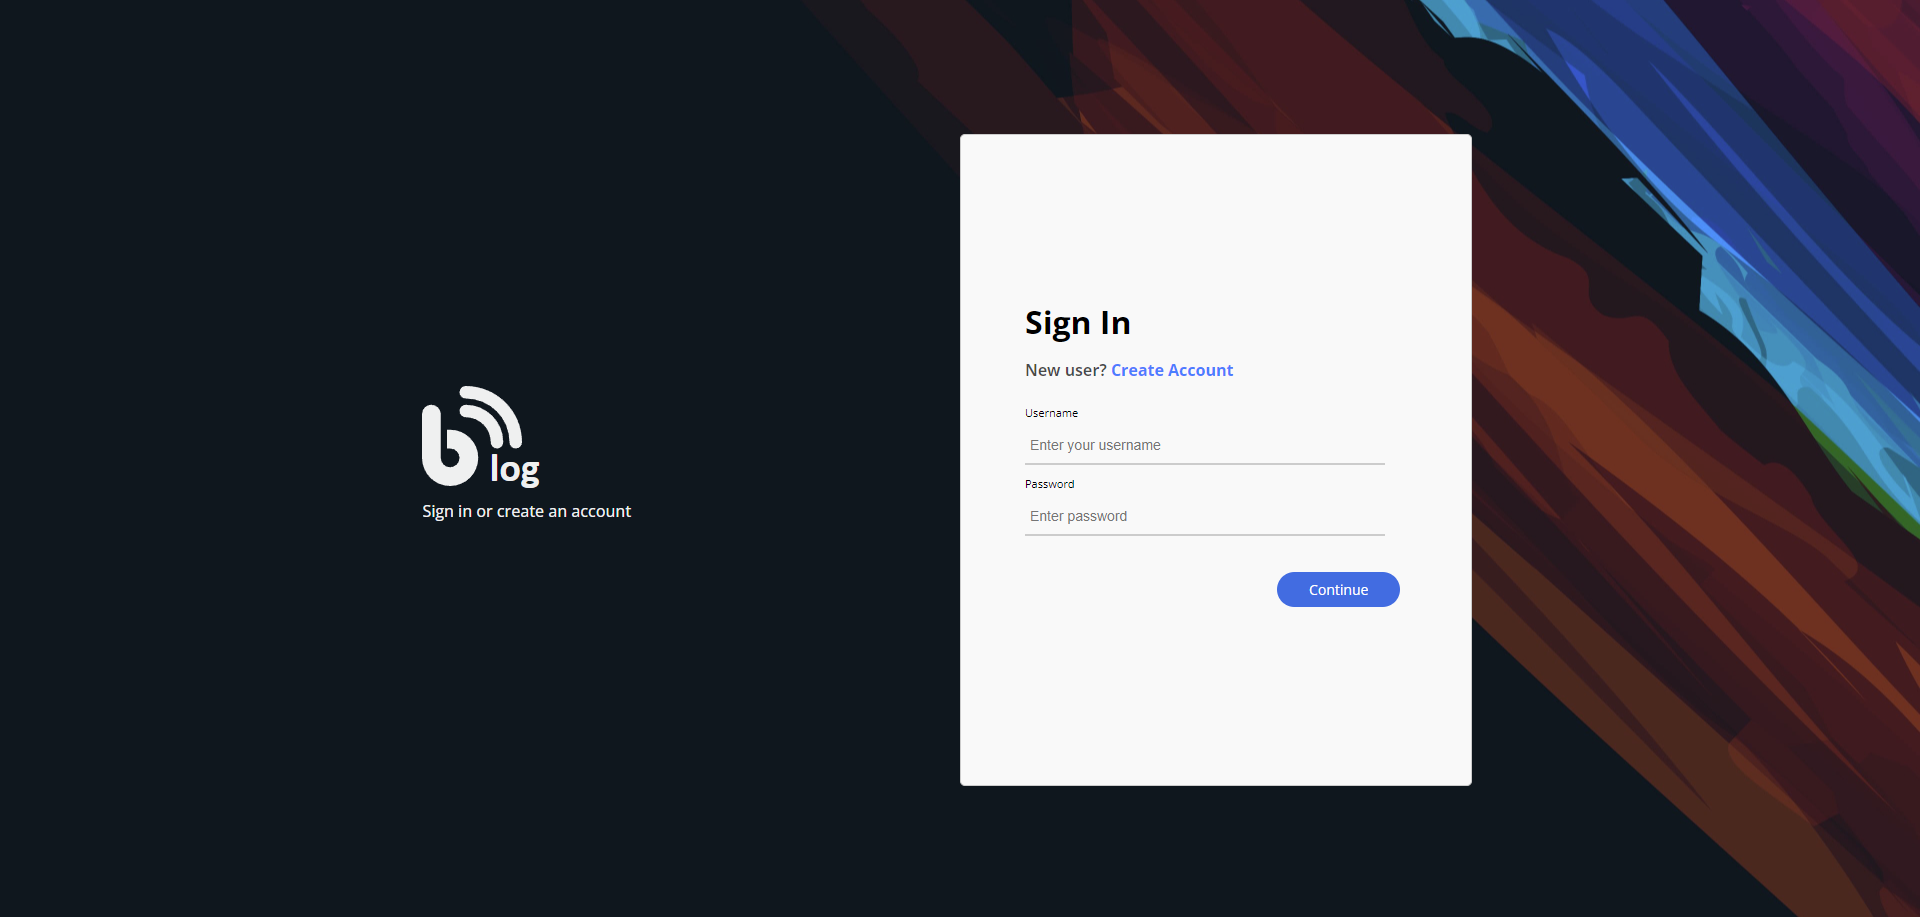 blog
Sign in or create an account
Sign In
New user? Create Account
Username
Enter your username
Password
Enter password
Continue